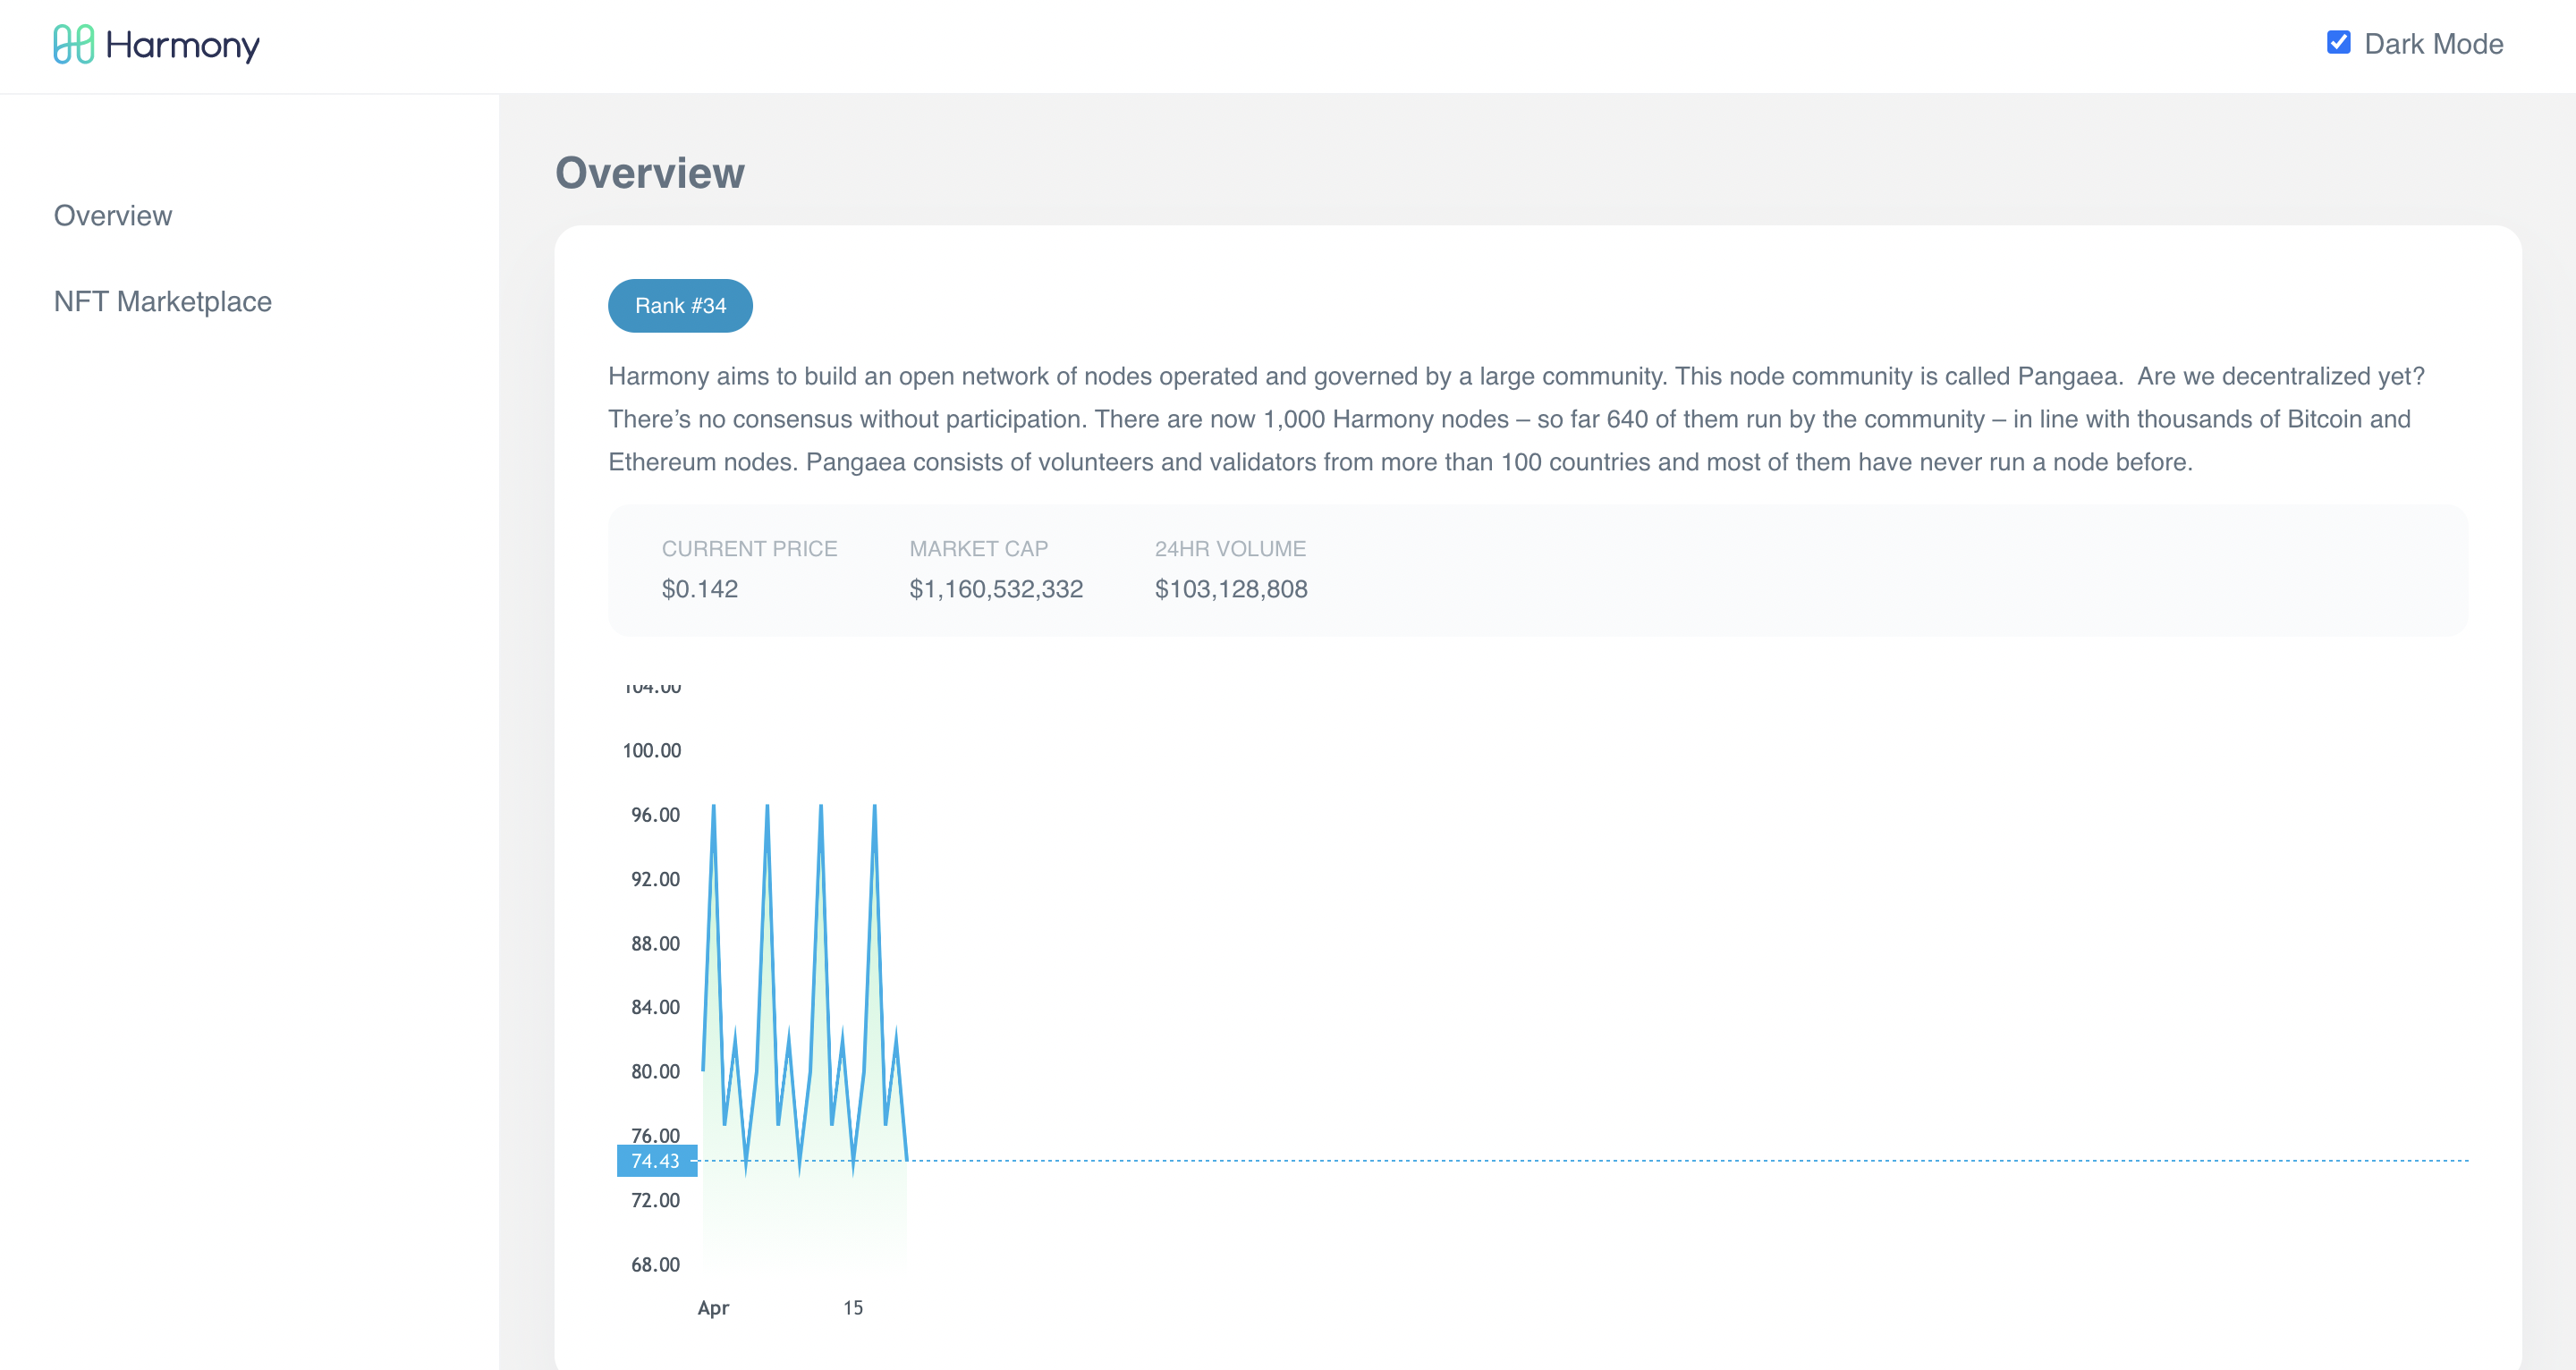 Harmony
Dark Mode
Overview
NFT Marketplace
Overview
Rank #34
Harmony aims to build an open network of nodes operated and governed by a large community. This node community is called Pangaea.  Are we decentralized yet?
There’s no consensus without participation. There are now 1,000 Harmony nodes – so far 640 of them run by the community – in line with thousands of Bitcoin and
Ethereum nodes. Pangaea consists of volunteers and validators from more than 100 countries and most of them have never run a node before.
CURRENT PRICE MARKET CAP 24HR VOLUME
$0.142 $1,160,532,332 $103,128,808
104.00
100.00
96.00
92.00
88.00
84.00
80.00
76.00
74.43
72.00
68.00
Apr 15